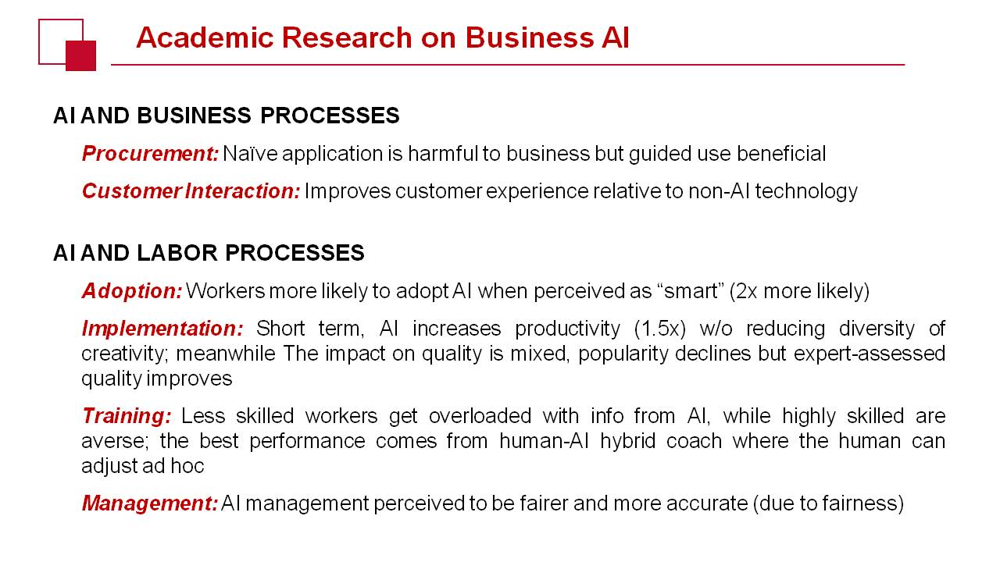 Academic Research on Business AI
AI AND BUSINESS PROCESSES
Procurement: Naïve application is harmful to business but guided use beneficial
Customer Interaction: Improves customer experience relative to non-AI technology
AI AND LABOR PROCESSES
Adoption: Workers more likely to adopt AI when perceived as “smart” (2x more likely)
Implementation: Short term, AI increases productivity (1.5x) w/o reducing diversity of
creativity; meanwhile The impact on quality is mixed, popularity declines but expert-assessed
quality improves
Training: Less skilled workers get overloaded with info from AI, while highly skilled are
averse; the best performance comes from human-AI hybrid coach where the human can
adjust ad hoc
Management: AI management perceived to be fairer and more accurate (due to fairness)